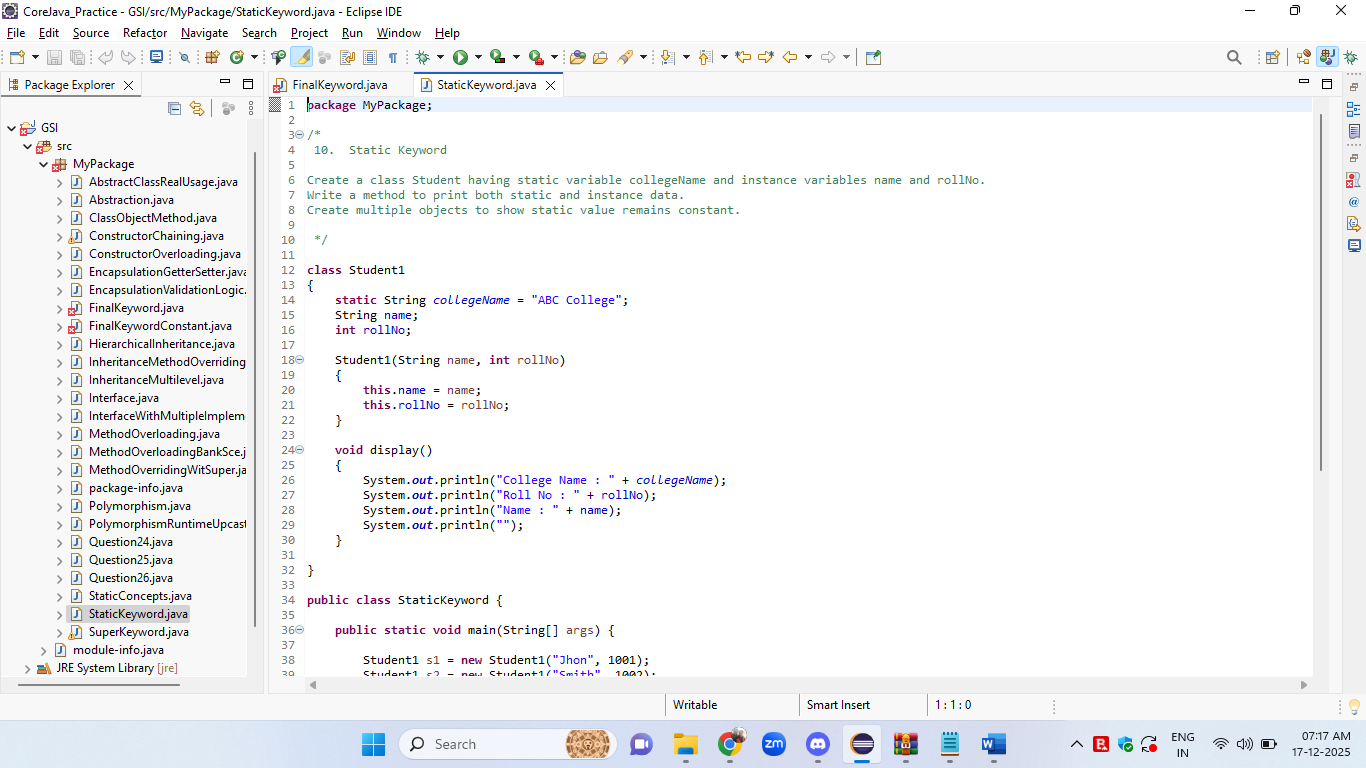 CoreJava_Practice - GSI/src/MyPackage/StaticKeyword.java - Eclipse IDE
File Edit Source Refactor Navigate Search Project Run Window Help
Package Explorer
FinalKeyword.java
StaticKeyword.java
GSI
src
MyPackage
AbstractClassRealUsage.java
Abstraction.java
ClassObjectMethod.java
ConstructorChaining.java
ConstructorOverloading.java
EncapsulationGetterSetter.java
EncapsulationValidationLogic.
FinalKeyword.java
FinalKeywordConstant.java
HierarchicalInheritance.java
InheritanceMethodOverriding
InheritanceMultilevel.java
Interface.java
InterfaceWithMultipleImplem
MethodOverloading.java
MethodOverloadingBankSce.j
MethodOverridingWitSuper.ja
package-info.java
Polymorphism.java
PolymorphismRuntimeUpcast
Question24.java
Question25.java
Question26.java
StaticConcepts.java
StaticKeyword.java
SuperKeyword.java
module-info.java
JRE System Library [jre]
1 package MyPackage;
2
3 /*
4 10.  Static Keyword
5
6 Create a class Student having static variable collegeName and instance variables name and rollNo.
7 Write a method to print both static and instance data.
8 Create multiple objects to show static value remains constant.
9
10 */
11
12 class Student1
13 {
14     static String collegeName = "ABC College";
15     String name;
16     int rollNo;
17
18     Student1(String name, int rollNo)
19     {
20         this.name = name;
21         this.rollNo = rollNo;
22     }
23
24     void display()
25     {
26         System.out.println("College Name : " + collegeName);
27         System.out.println("Roll No : " + rollNo);
28         System.out.println("Name : " + name);
29         System.out.println("");
30     }
31
32 }
33
34 public class StaticKeyword {
35
36     public static void main(String[] args) {
37
38         Student1 s1 = new Student1("Jhon", 1001);
39         Student1 s2 = new Student1("Smith", 1002);
Writable Smart Insert 1 : 1 : 0
Search
zm
ENG
IN
07:17 AM
17-12-2025